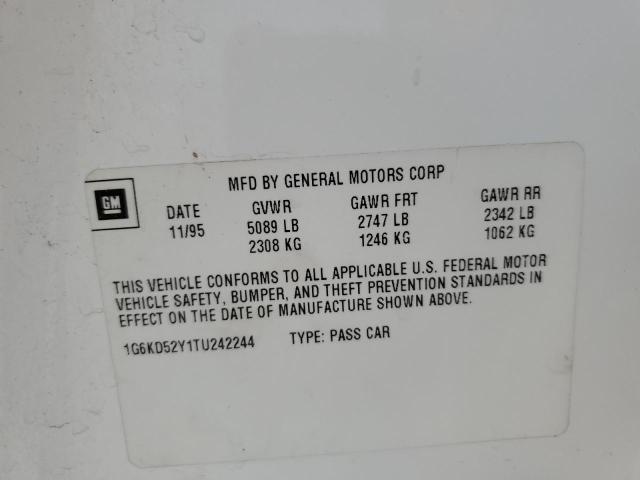 MFD BY GENERAL MOTORS CORP
GM
DATE GVWR GAWR FRT GAWR RR
11/95 5089 LB 2747 LB 2342 LB
2308 KG 1246 KG 1062 KG
THIS VEHICLE CONFORMS TO ALL APPLICABLE U.S. FEDERAL MOTOR
VEHICLE SAFETY, BUMPER, AND THEFT PREVENTION STANDARDS IN
EFFECT ON THE DATE OF MANUFACTURE SHOWN ABOVE.
1G6KD52Y1TU242244 TYPE: PASS CAR